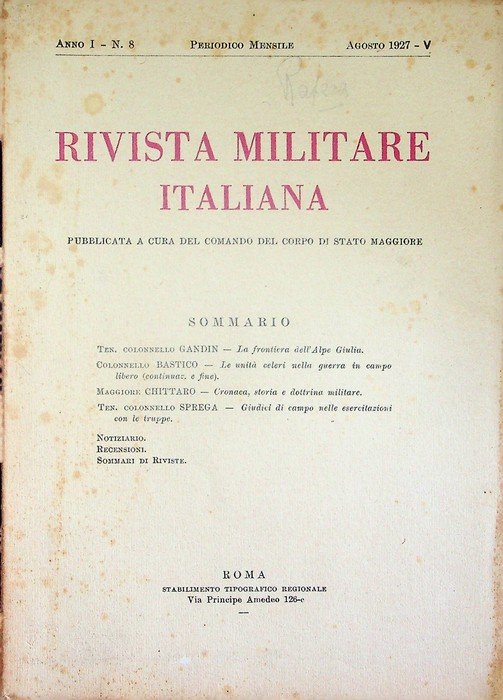 Anno I - N. 8 Periodico Mensile Agosto 1927 - V
RIVISTA MILITARE
ITALIANA
PUBBLICATA A CURA DEL COMANDO DEL CORPO DI STATO MAGGIORE
SOMMARIO
Ten. colonnello GANDIN — La frontiera dell'Alpe Giulia.
Colonnello BASTICO — Le unità celeri nella guerra in campo
libero (continuaz. e fine).
Maggiore CHITTARO — Cronaca, storia e dottrina militare.
Ten. colonnello SPREGA — Giudici di campo nelle esercitazioni
con le truppe.
Notiziario.
Recensioni.
Sommari di Riviste.
ROMA
STABILIMENTO TIPOGRAFICO REGIONALE
Via Principe Amedeo 126-c